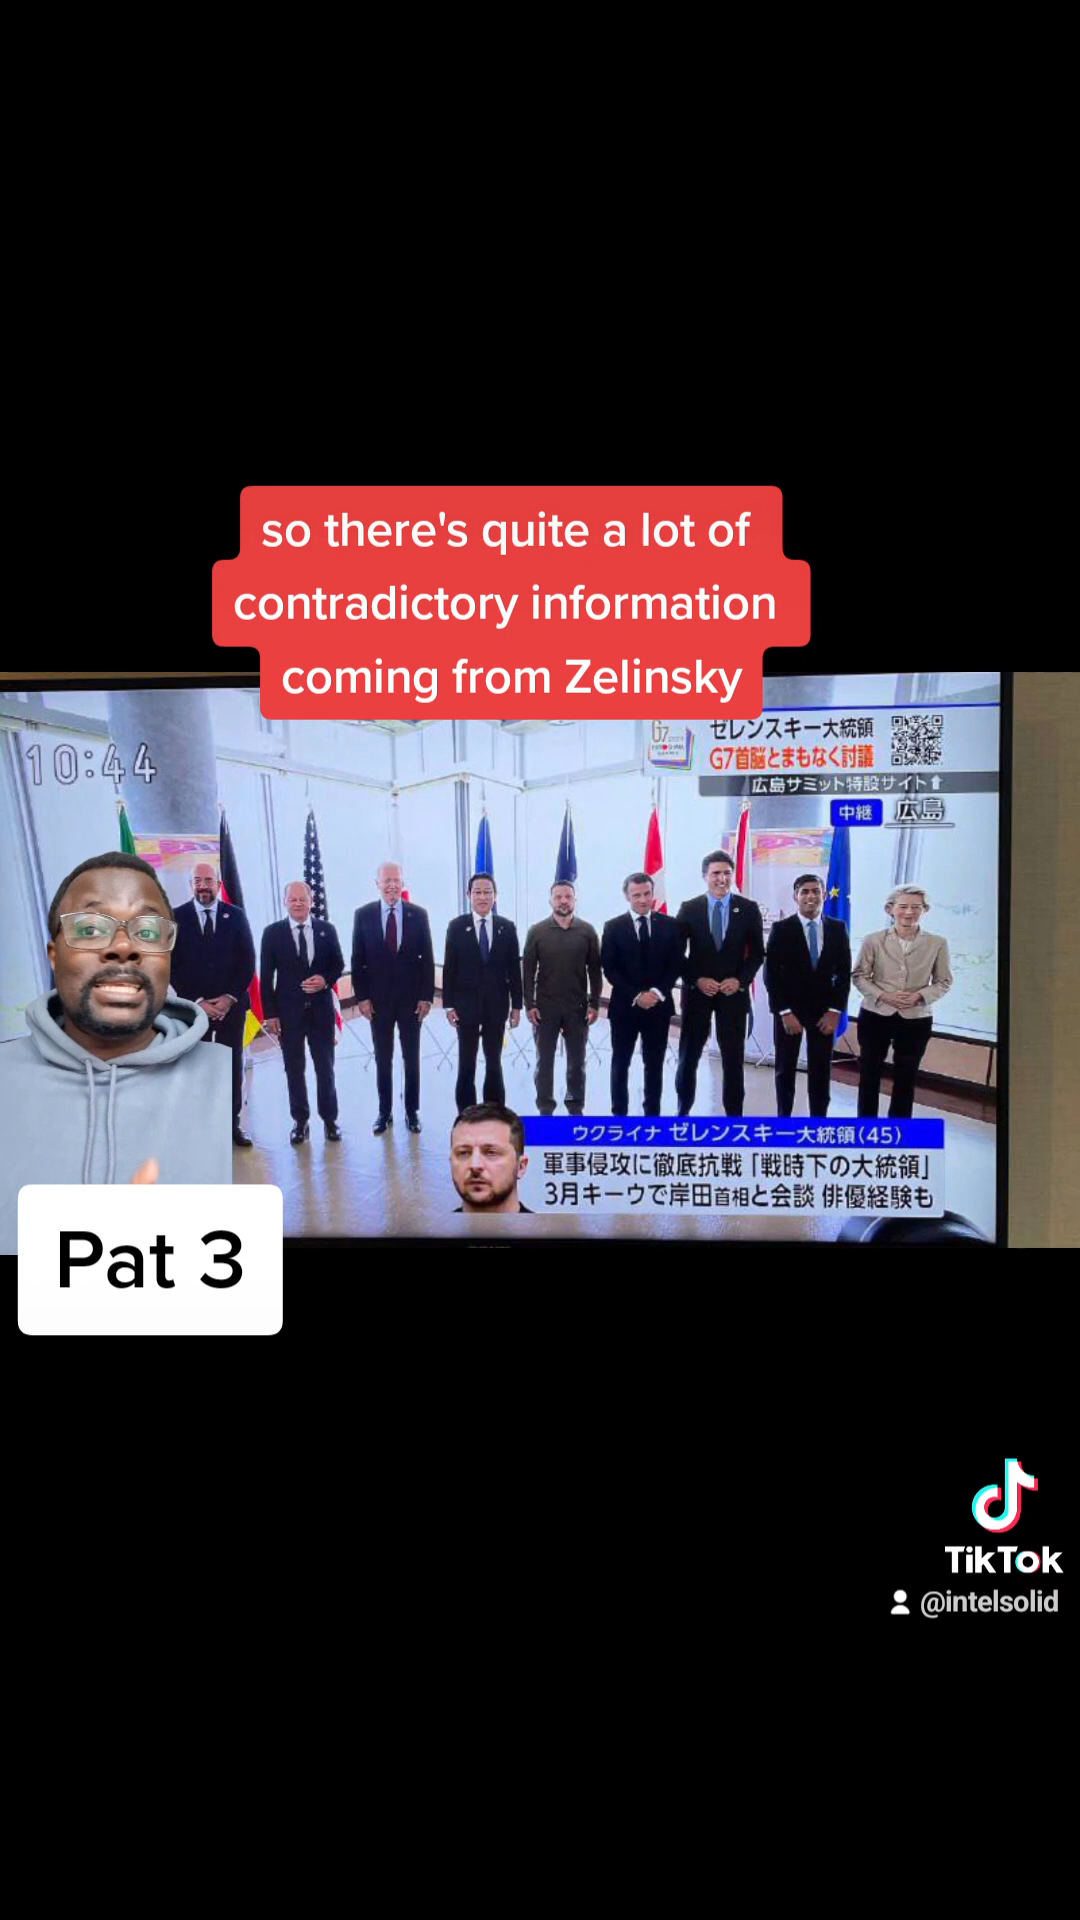 so there's quite a lot of
contradictory information
coming from Zelinsky
10:44
G7
ゼレンスキー大統領
G7首脳とまもなく討議
広島サミット特設サイト⬆
中継 広島
ウクライナ ゼレンスキー大統領(45)
軍事侵攻に徹底抗戦「戦時下の大統領」
3月キーウで岸田首相と会談 俳優経験も
Pat 3
TikTok
@intelsolid